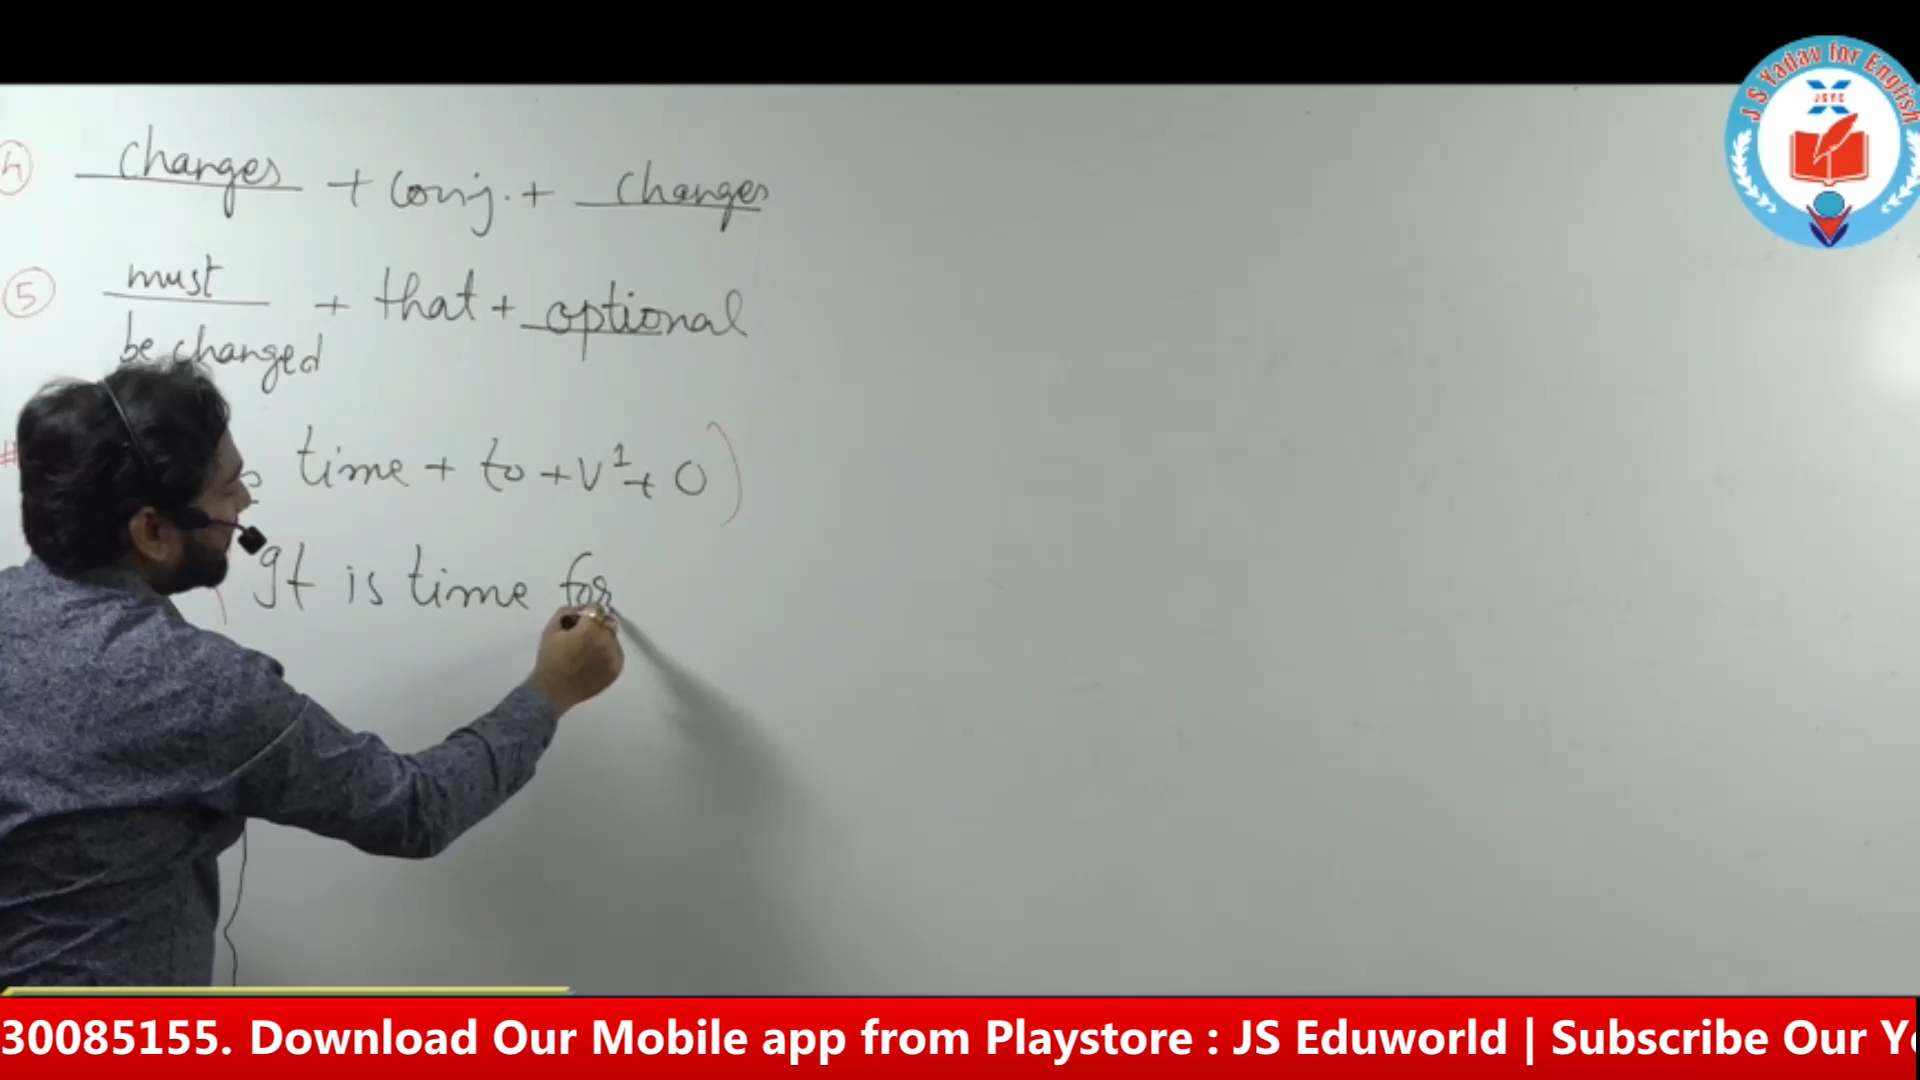 J S Yadav for English
JSYE
4 changes + conj. + changes
5 must be changed + that + optional
# time + to + V¹ + O)
It is time for
30085155. Download Our Mobile app from Playstore : JS Eduworld | Subscribe Our Y